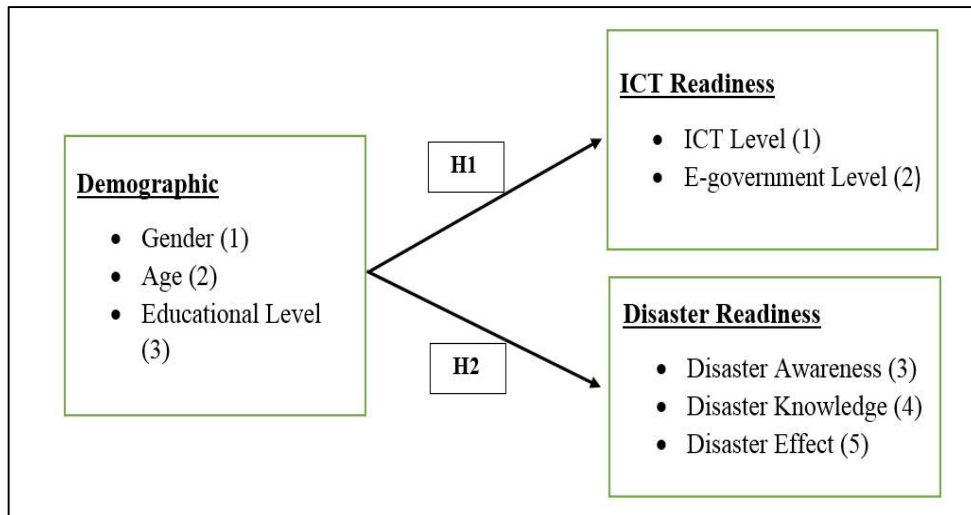 Demographic
• Gender (1)
• Age (2)
• Educational Level
(3)
H1
H2
ICT Readiness
• ICT Level (1)
• E-government Level (2)
Disaster Readiness
• Disaster Awareness (3)
• Disaster Knowledge (4)
• Disaster Effect (5)